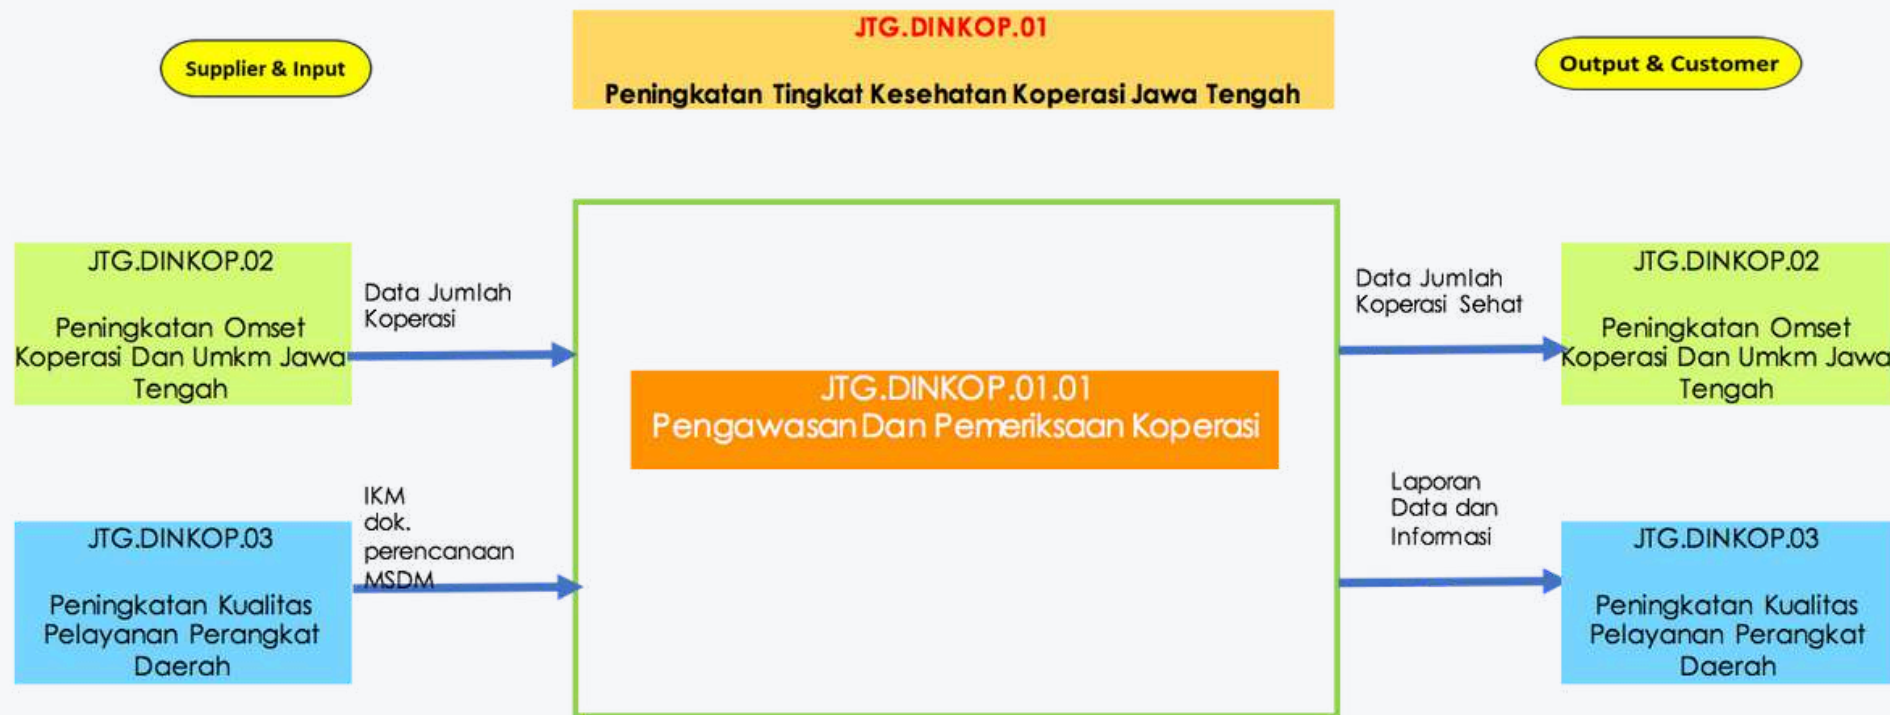 JTG.DINKOP.01
Supplier & Input
Output & Customer
Peningkatan Tingkat Kesehatan Koperasi Jawa Tengah
JTG.DINKOP.02
Peningkatan Omset
Koperasi Dan Umkm Jawa
Tengah
Data Jumlah
Koperasi
JTG.DINKOP.03
Peningkatan Kualitas
Pelayanan Perangkat
Daerah
IKM
dok.
perencanaan
MSDM
JTG.DINKOP.01.01
Pengawasan Dan Pemeriksaan Koperasi
Data Jumlah
Koperasi Sehat
JTG.DINKOP.02
Peningkatan Omset
Koperasi Dan Umkm Jawa
Tengah
Laporan
Data dan
Informasi
JTG.DINKOP.03
Peningkatan Kualitas
Pelayanan Perangkat
Daerah